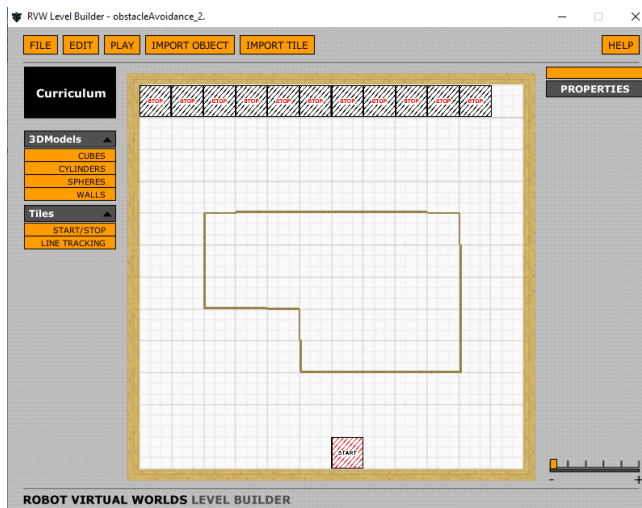 RVW Level Builder - obstacleAvoidance_2.
FILE EDIT PLAY IMPORT OBJECT IMPORT TILE HELP
Curriculum
PROPERTIES
STOP STOP STOP STOP STOP STOP STOP STOP STOP STOP STOP
3DModels
CUBES
CYLINDERS
SPHERES
WALLS
Tiles
START/STOP
LINE TRACKING
START
- +
ROBOT VIRTUAL WORLDS LEVEL BUILDER